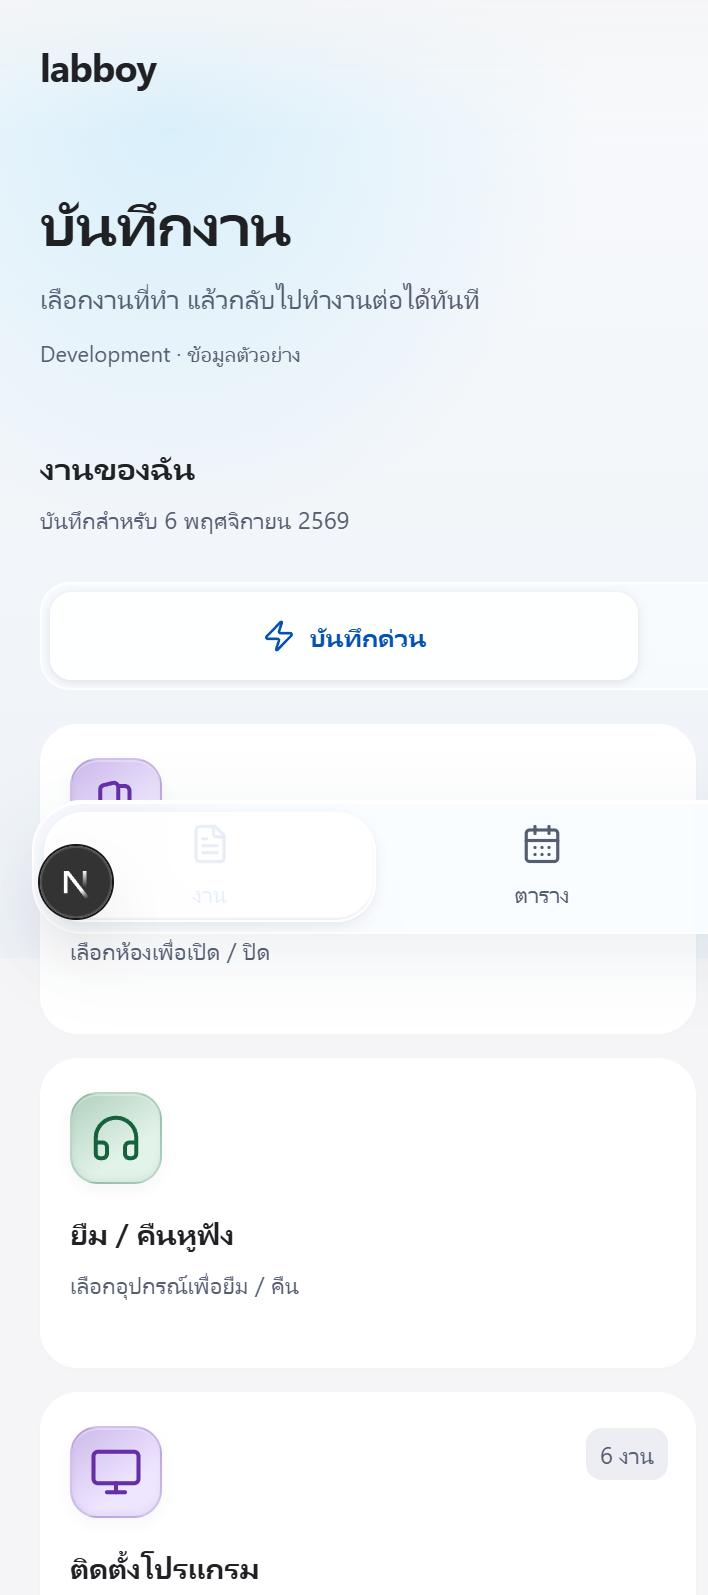 labboy
บันทึกงาน
เลือกงานที่ทำ แล้วกลับไปทำงานต่อได้ทันที
Development · ข้อมูลตัวอย่าง
งานของฉัน
บันทึกสำหรับ 6 พฤศจิกายน 2569
บันทึกด่วน
งาน
ตาราง
N
เลือกห้องเพื่อเปิด / ปิด
ยืม / คืนหูฟัง
เลือกอุปกรณ์เพื่อยืม / คืน
6 งาน
ติดตั้งโปรแกรม